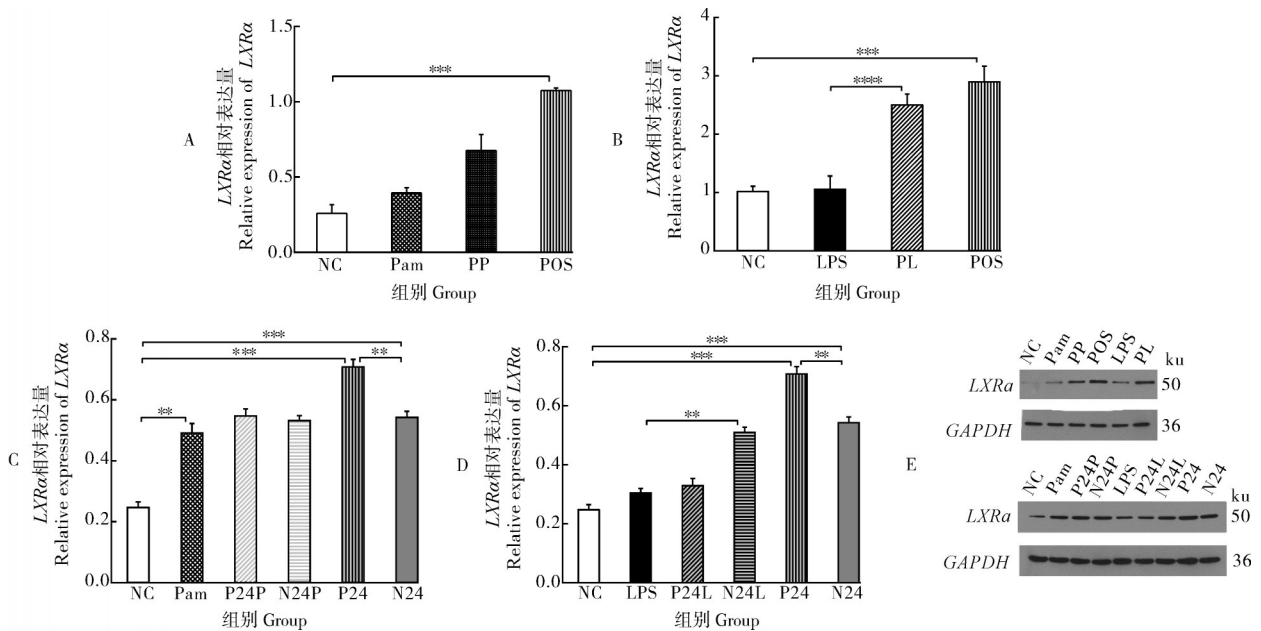 A
LXRα相对表达量
Relative expression of LXRα
1.5
1.0
0.5
0.0
***
NC Pam PP POS
组别 Group
B
LXRα相对表达量
Relative expression of LXRα
4
3
2
1
0
***
****
NC LPS PL POS
组别 Group
C
LXRα相对表达量
Relative expression of LXRα
0.8
0.6
0.4
0.2
0.0
***
***
**
**
NC Pam P24P N24P P24 N24
组别 Group
D
LXRα相对表达量
Relative expression of LXRα
0.8
0.6
0.4
0.2
0.0
***
***
**
**
NC LPS P24L N24L P24 N24
组别 Group
E
NC Pam PP POS LPS PL ku
LXRa 50
GAPDH 36
NC Pam P24P N24P LPS P24L N24L P24 N24 ku
LXRa 50
GAPDH 36